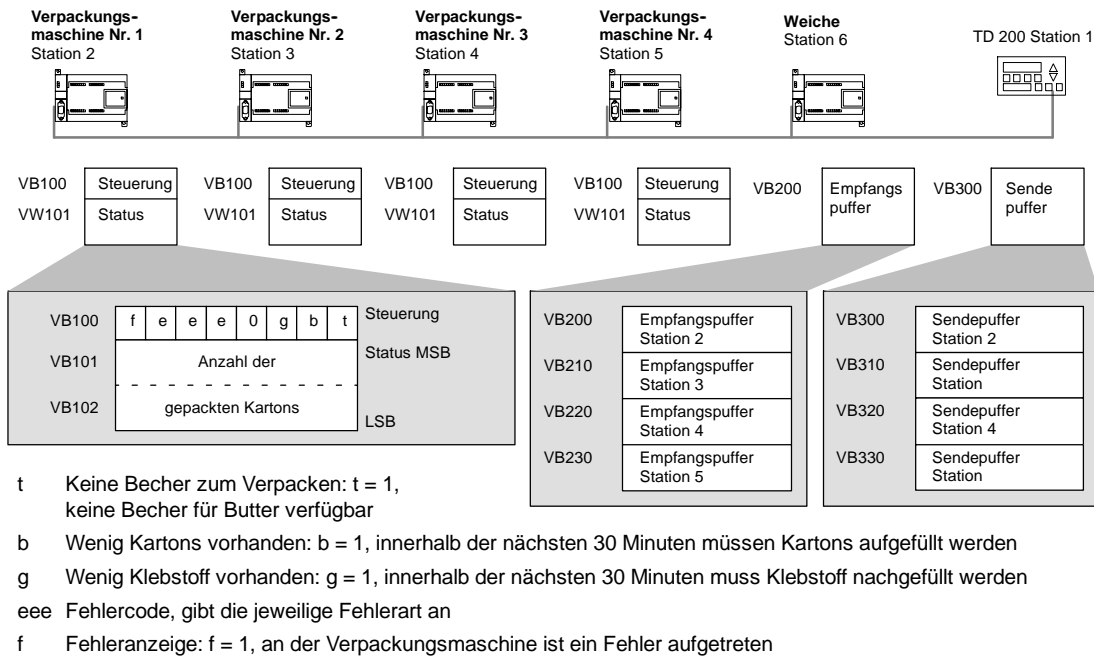 Verpackungs-
maschine Nr. 1
Station 2
Verpackungs-
maschine Nr. 2
Station 3
Verpackungs-
maschine Nr. 3
Station 4
Verpackungs-
maschine Nr. 4
Station 5
Weiche
Station 6
TD 200 Station 1
VB100 Steuerung
VW101 Status
VB100 Steuerung
VW101 Status
VB100 Steuerung
VW101 Status
VB100 Steuerung
VW101 Status
VB200 Empfangs
puffer
VB300 Sende
puffer
VB100 f e e e 0 g b t Steuerung
VB101 Anzahl der Status MSB
VB102 gepackten Kartons
LSB
VB200 Empfangspuffer
Station 2
VB210 Empfangspuffer
Station 3
VB220 Empfangspuffer
Station 4
VB230 Empfangspuffer
Station 5
VB300 Sendepuffer
Station 2
VB310 Sendepuffer
Station
VB320 Sendepuffer
Station 4
VB330 Sendepuffer
Station
t Keine Becher zum Verpacken: t = 1,
keine Becher für Butter verfügbar
b Wenig Kartons vorhanden: b = 1, innerhalb der nächsten 30 Minuten müssen Kartons aufgefüllt werden
g Wenig Klebstoff vorhanden: g = 1, innerhalb der nächsten 30 Minuten muss Klebstoff nachgefüllt werden
eee Fehlercode, gibt die jeweilige Fehlerart an
f Fehleranzeige: f = 1, an der Verpackungsmaschine ist ein Fehler aufgetreten